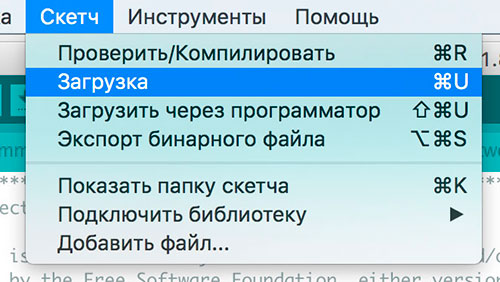 Скетч Инструменты Помощь
Проверить/Компилировать ⌘R
Загрузка ⌘U
Загрузить через программатор ⇧⌘U
Экспорт бинарного файла ⌥⌘S
Показать папку скетча ⌘K
Подключить библиотеку ▶
Добавить файл...
by the Free Software Foundation, either